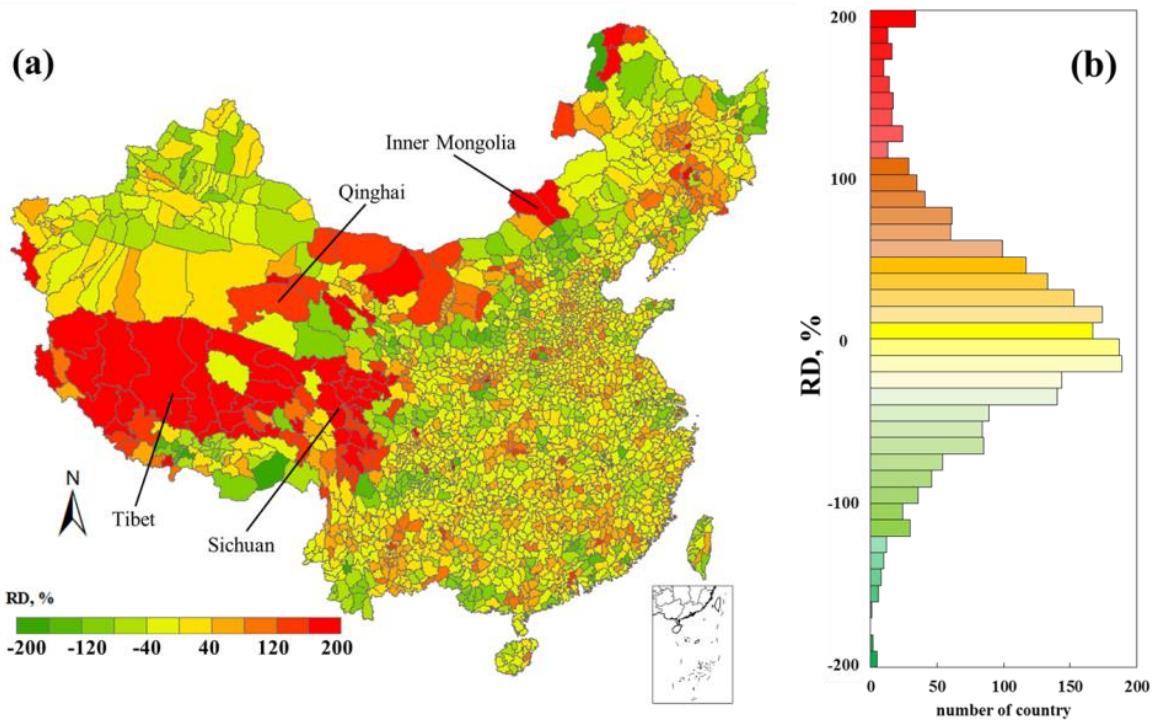 (a)
Inner Mongolia
Qinghai
N
Tibet
Sichuan
RD, %
-200 -120 -40 40 120 200
(b)
200
100
0
-100
-200
RD, %
0 50 100 150 200
number of country